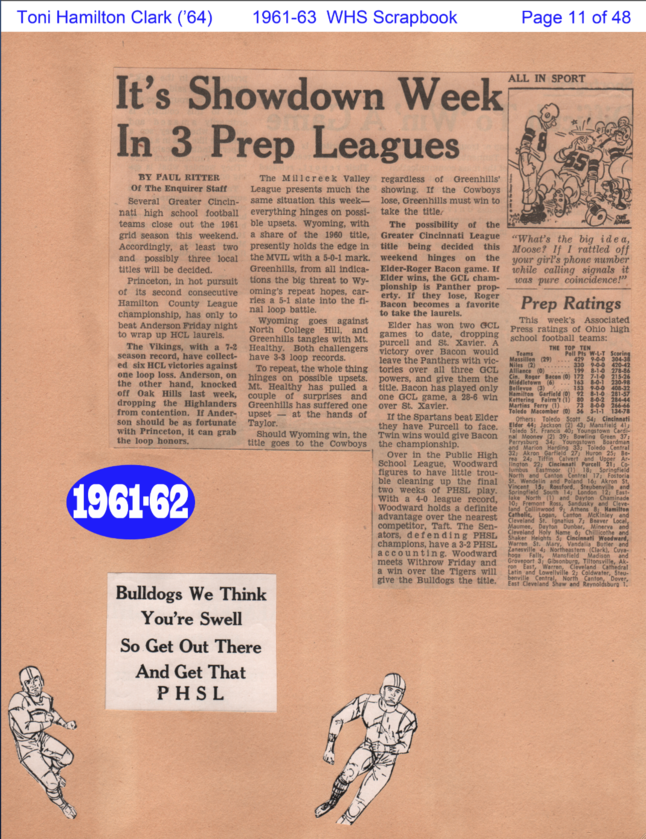 Toni Hamilton Clark ('64) 1961-63 WHS Scrapbook Page 11 of 48
It's Showdown Week
In 3 Prep Leagues
BY PAUL RITTER
Of The Enquirer Staff
Several Greater Cincin-
nati high school football
teams close out the 1961
grid season this weekend.
Accordingly, at least two
and possibly three local
titles will be decided.
Princeton, in hot pursuit
of its second consecutive
Hamilton County League
championship, has only to
beat Anderson Friday night
to wrap up HCL laurels.
The Vikings, with a 7-2
season record, have collect-
ed six HCL victories against
one loop loss. Anderson, on
the other hand, knocked
off Oak Hills last week,
dropping the Highlanders
from contention. If Ander-
son should be as fortunate
with Princeton, it can grab
the loop honors.
The Millcreek Valley
League presents much the
same situation this week—
everything hinges on possi-
ble upsets. Wyoming, with
a share of the 1960 title,
presently holds the edge in
the MVIL with a 5-0-1 mark.
Greenhills, from all indica-
tions the big threat to Wyo-
ming's repeat hopes, car-
ries a 5-1 slate into the fi-
nal loop battle.
Wyoming goes against
North College Hill, and
Greenhills tangles with Mt.
Healthy. Both challengers
have 3-3 loop records.
To repeat, the whole thing
hinges on possible upsets.
Mt. Healthy has pulled a
couple of surprises and
Greenhills has suffered one
upset — at the hands of
Taylor.
Should Wyoming win, the
title goes to the Cowboys
regardless of Greenhills'
showing. If the Cowboys
lose, Greenhills must win to
take the title.
The possibility of the
Greater Cincinnati League
title being decided this
weekend hinges on the
Elder-Roger Bacon game. If
Elder wins, the GCL cham-
pionship is Panther prop-
erty. If they lose, Roger
Bacon becomes a favorite
to take the laurels.
Elder has won two GCL
games to date, dropping
purcell and St. Xavier. A
victory over Bacon would
leave the Panthers with vic-
tories over all three GCL
powers, and give them the
title. Bacon has played only
one GCL game, a 28-6 win
over St. Xavier.
If the Spartans beat Elder
they have Purcell to face.
Twin wins would give Bacon
the championship.
Over in the Public High
School League, Woodward
figures to have little trou-
ble cleaning up the final
two weeks of PHSL play.
With a 4-0 league record,
Woodard holds a definite
advantage over the nearest
competitor, Taft. The Sen-
ators, defending PHSL
champions, have a 3-2 PHSL
accounting. Woodward
meets Withrow Friday and
a win over the Tigers will
give the Bulldogs the title.
ALL IN SPORT
8
65
"What's the big idea,
Moose? If I rattled off
your girl's phone number
while calling signals it
was pure coincidence!"
Prep Ratings
This week's Associated
Press ratings of Ohio high
school football teams:
THE TOP TEN
Teams Poll Pts W-L-T Scoring
1961-62
Bulldogs We Think
You're Swell
So Get Out There
And Get That
P H S L